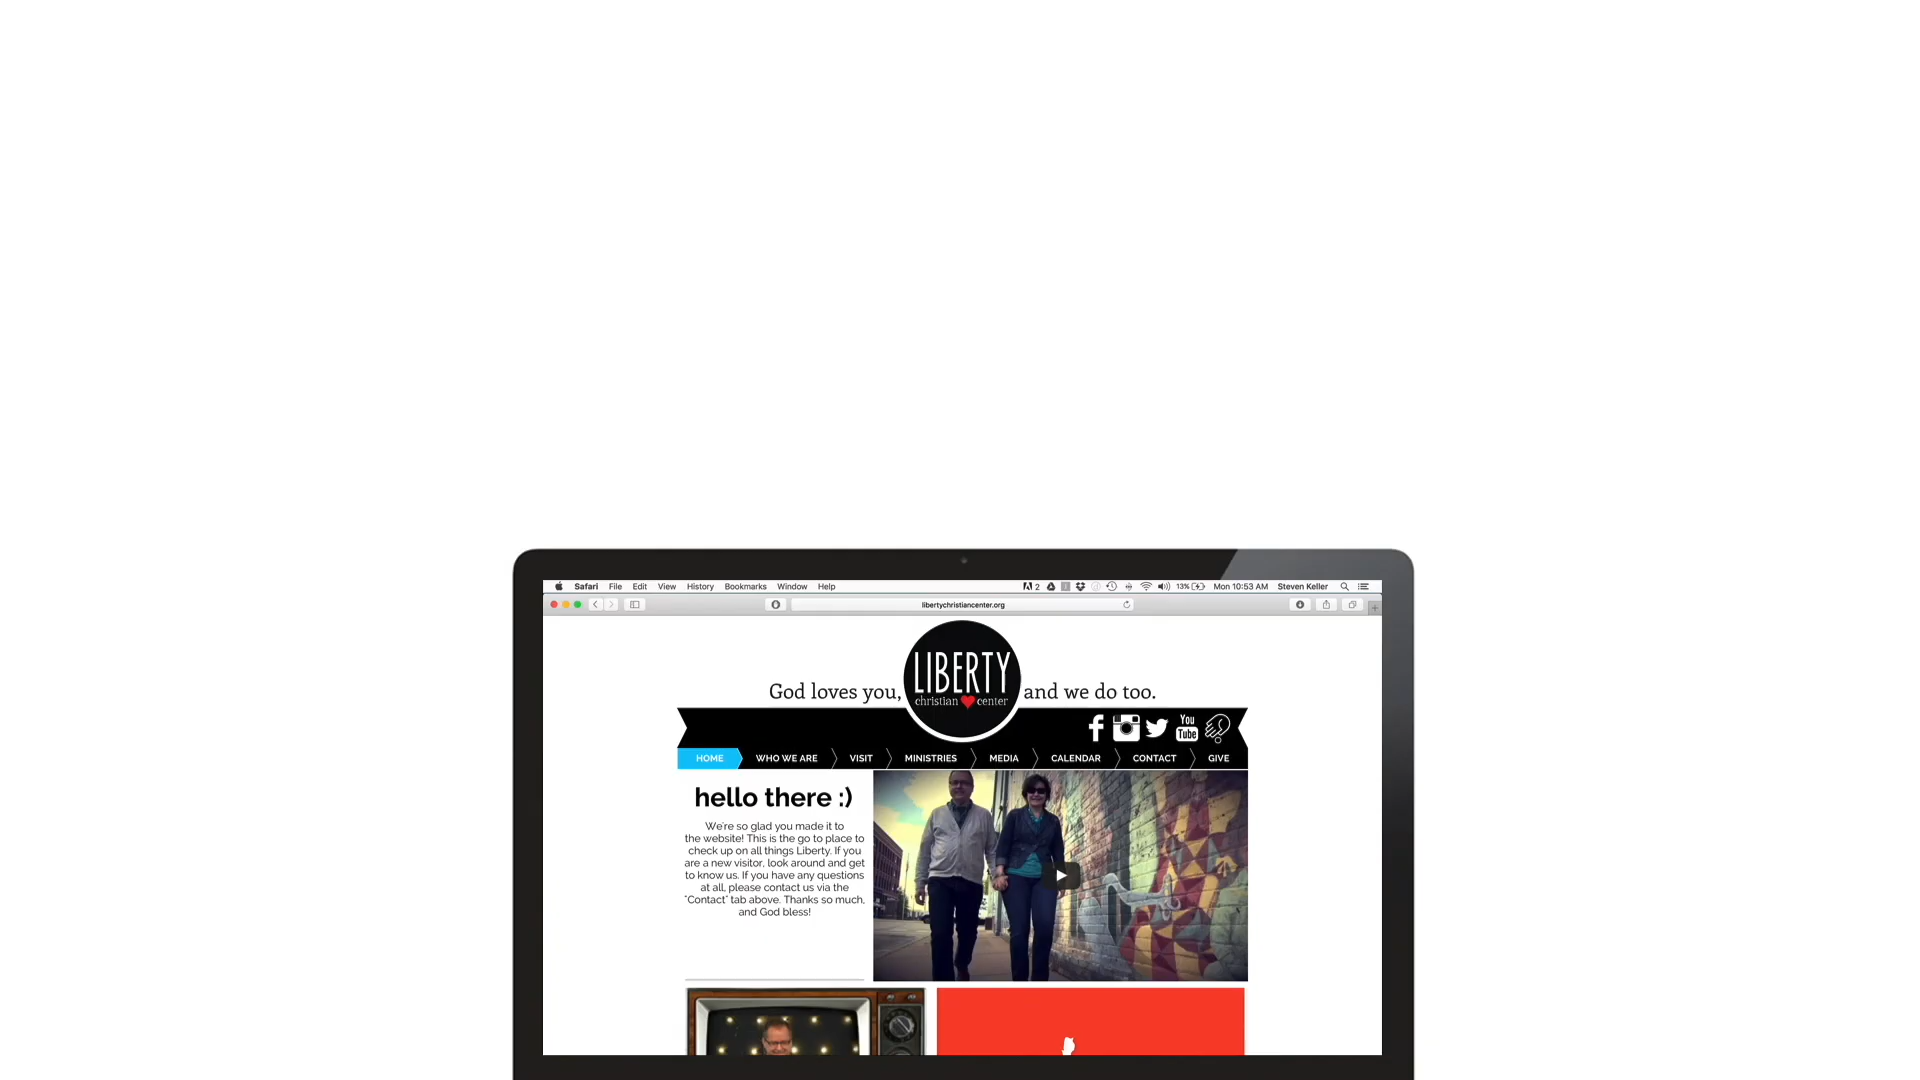 Safari File Edit View History Bookmarks Window Help 2 13% Mon 10:53 AM Steven Keller
libertychristiancenter.org
God loves you, LIBERTY christian center and we do too.
You
Tube
HOME WHO WE ARE VISIT MINISTRIES MEDIA CALENDAR CONTACT GIVE
hello there :)
We're so glad you made it to
the website! This is the go to place to
check up on all things Liberty. If you
are a new visitor, look around and get
to know us. If you have any questions
at all, please contact us via the
"Contact" tab above. Thanks so much,
and God bless!